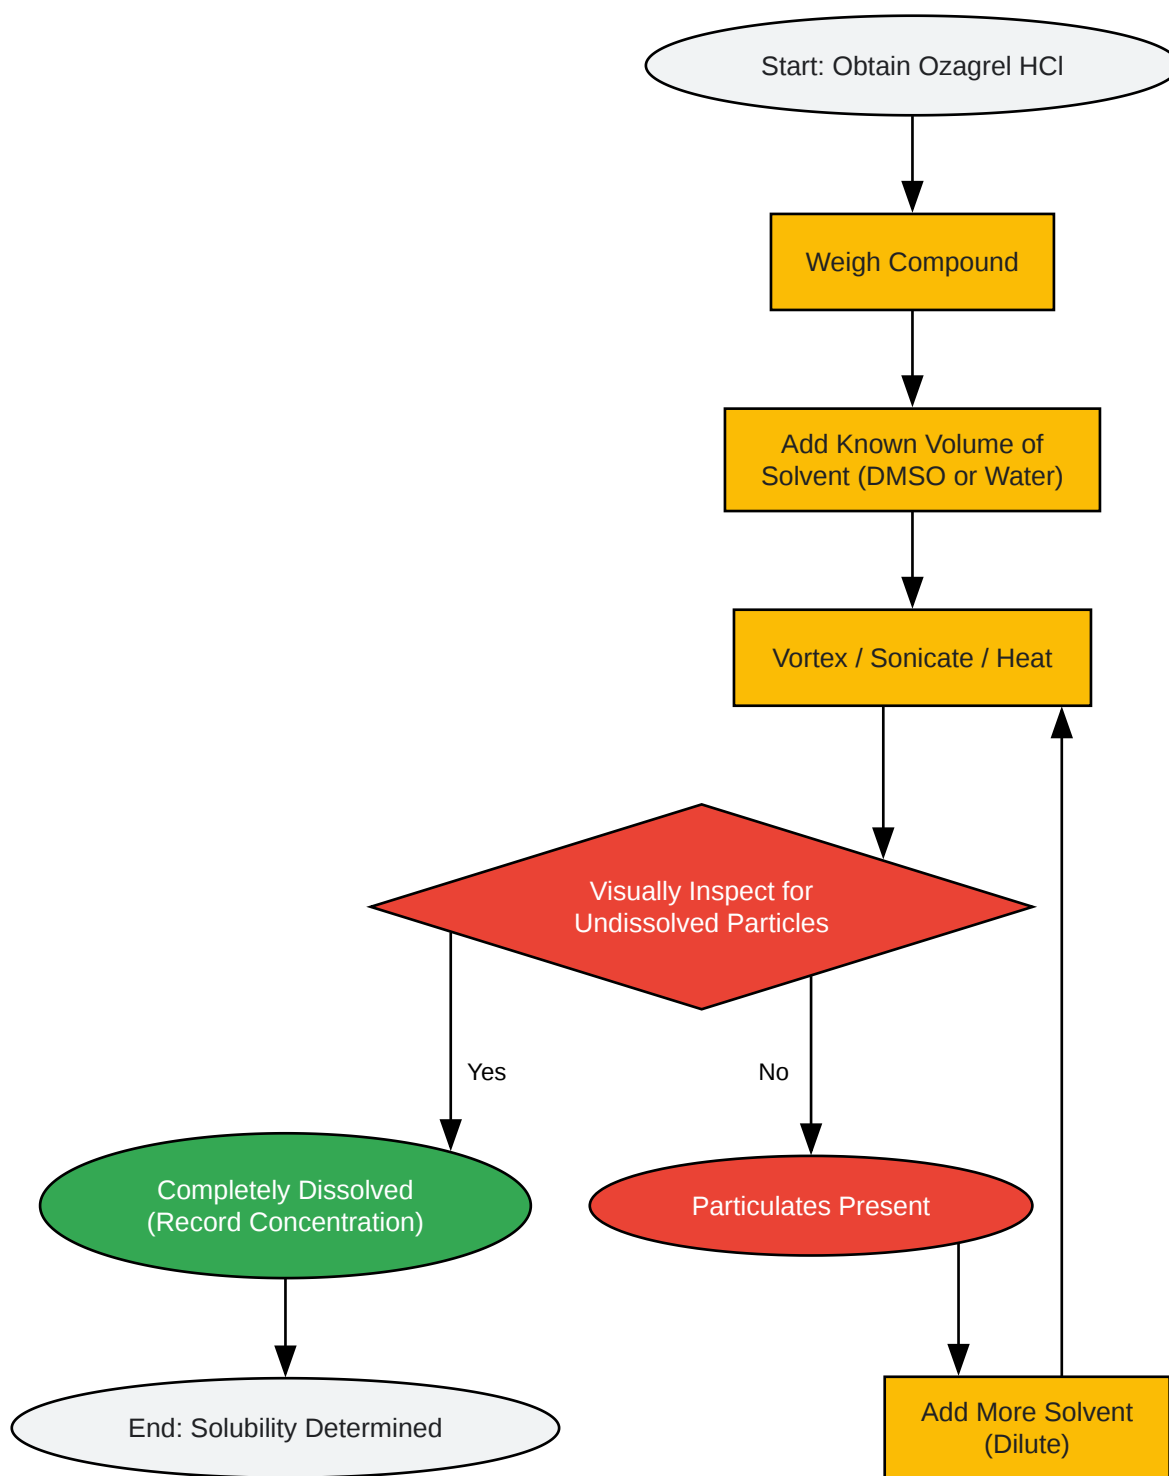 Start: Obtain Ozagrel HCl
Weigh Compound
Add Known Volume of
Solvent (DMSO or Water)
Vortex / Sonicate / Heat
Visually Inspect for
Undissolved Particles
Yes
No
Completely Dissolved
(Record Concentration)
Particulates Present
End: Solubility Determined
Add More Solvent
(Dilute)